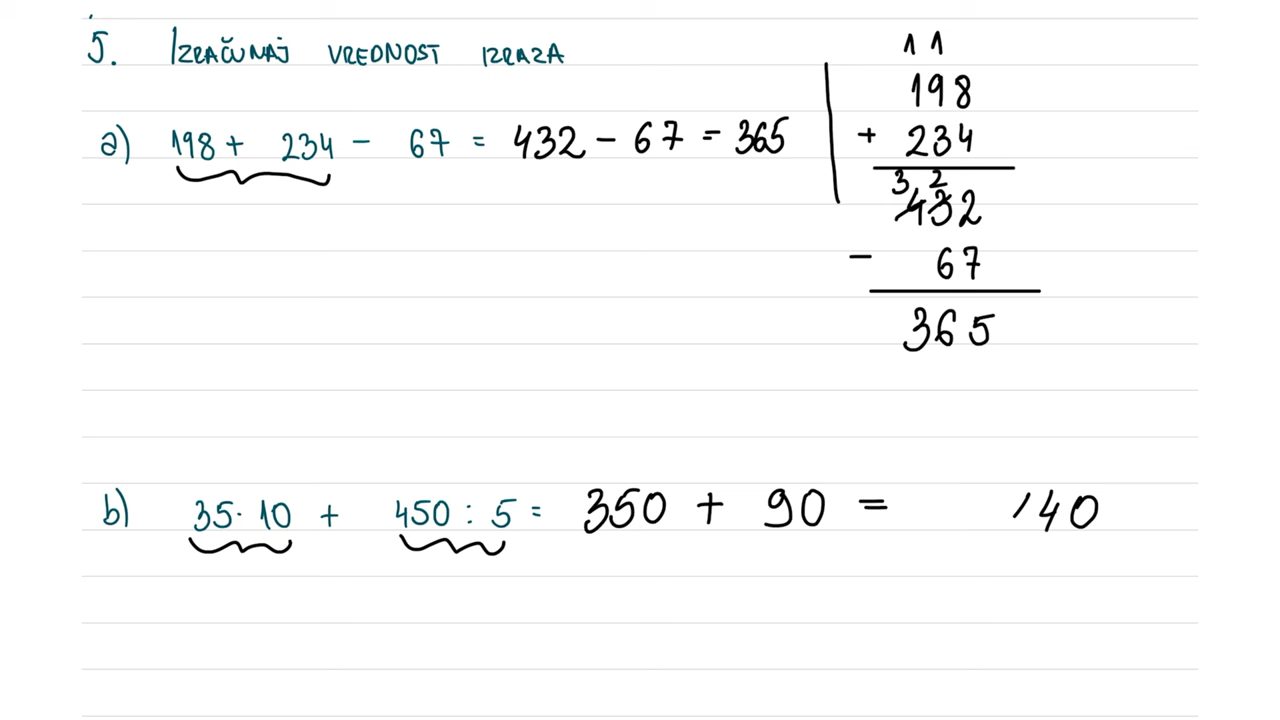 5. IZRAČUNAJ VREDNOST IZRAZA
a) 198 + 234 - 67 = 432 - 67 = 365
1 1
198
+ 234
3 2
432
- 67
365
b) 35 · 10 + 450 : 5 = 350 + 90 = 40